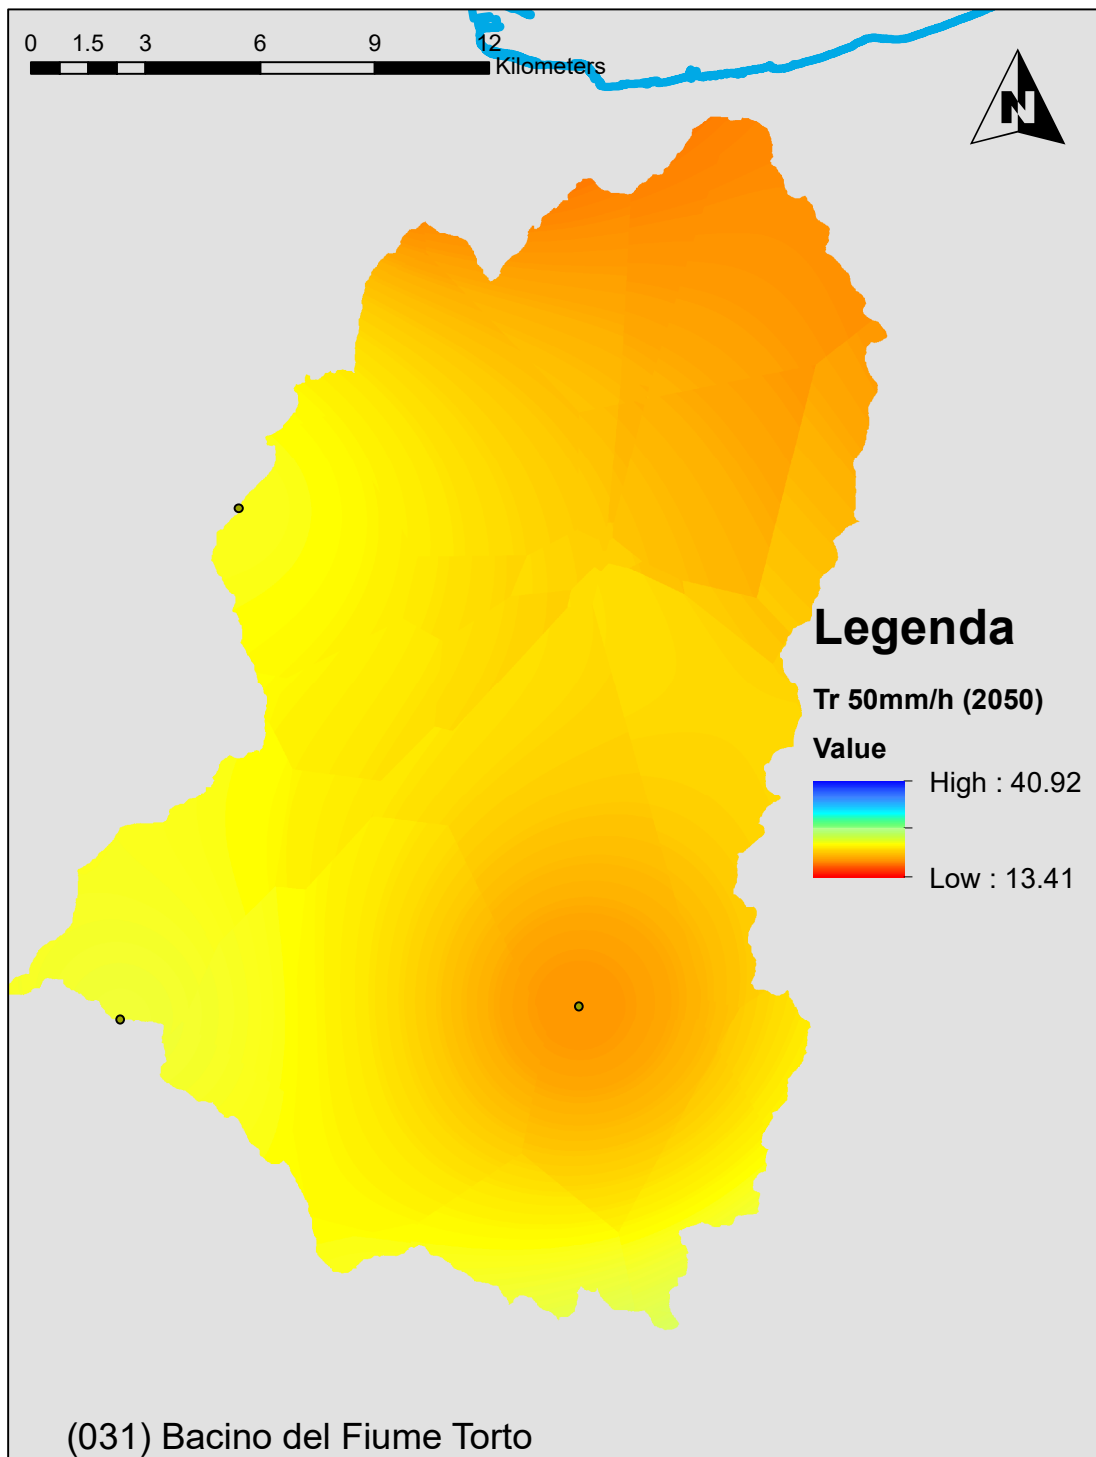 0 1.5 3 6 9 12
Kilometers
N
Legenda
Tr 50mm/h (2050)
Value
High : 40.92
Low : 13.41
(031) Bacino del Fiume Torto